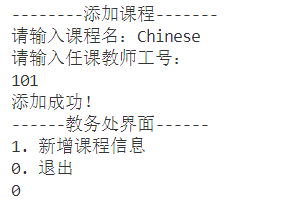 --------添加课程-------
请输入课程名：Chinese
请输入任课教师工号：
101
添加成功！
------教务处界面------
1. 新增课程信息
0. 退出
0